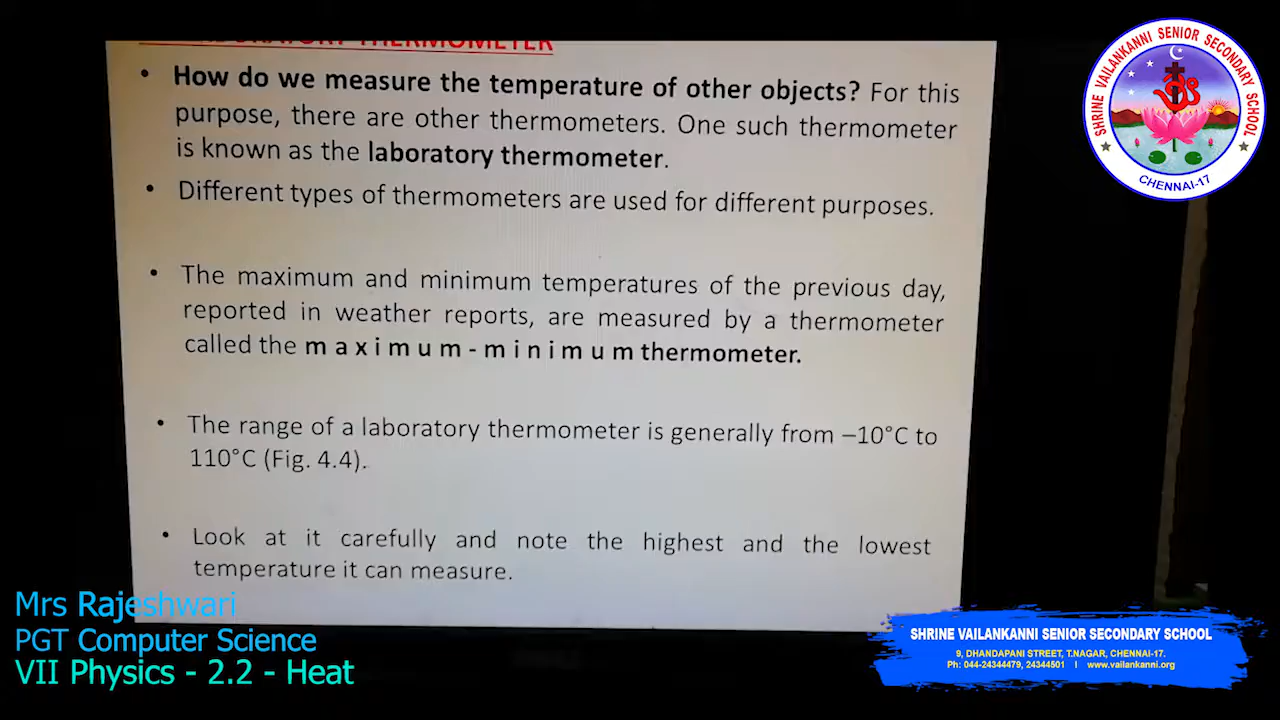 LABORATORY THERMOMETER
• How do we measure the temperature of other objects? For this
purpose, there are other thermometers. One such thermometer
is known as the laboratory thermometer.
• Different types of thermometers are used for different purposes.
• The maximum and minimum temperatures of the previous day,
reported in weather reports, are measured by a thermometer
called the m a x i m u m - m i n i m u m thermometer.
• The range of a laboratory thermometer is generally from –10°C to
110°C (Fig. 4.4).
• Look at it carefully and note the highest and the lowest
temperature it can measure.
SHRINE VAILANKANNI SENIOR SECONDARY SCHOOL
CHENNAI-17
Mrs Rajeshwari
PGT Computer Science
VII Physics - 2.2 - Heat
SHRINE VAILANKANNI SENIOR SECONDARY SCHOOL
9, DHANDAPANI STREET, T.NAGAR, CHENNAI-17.
Ph: 044-24344479, 24344501 I www.vailankanni.org